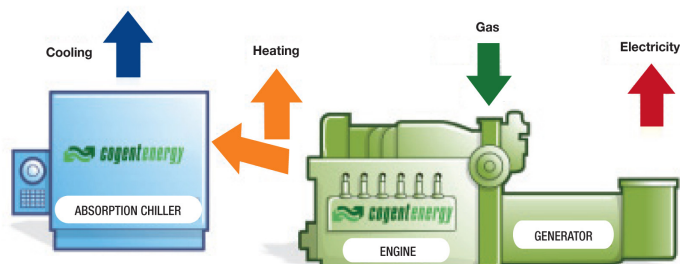 Cooling
Heating
Gas
Electricity
cogentenergy
ABSORPTION CHILLER
cogentenergy
ENGINE
GENERATOR